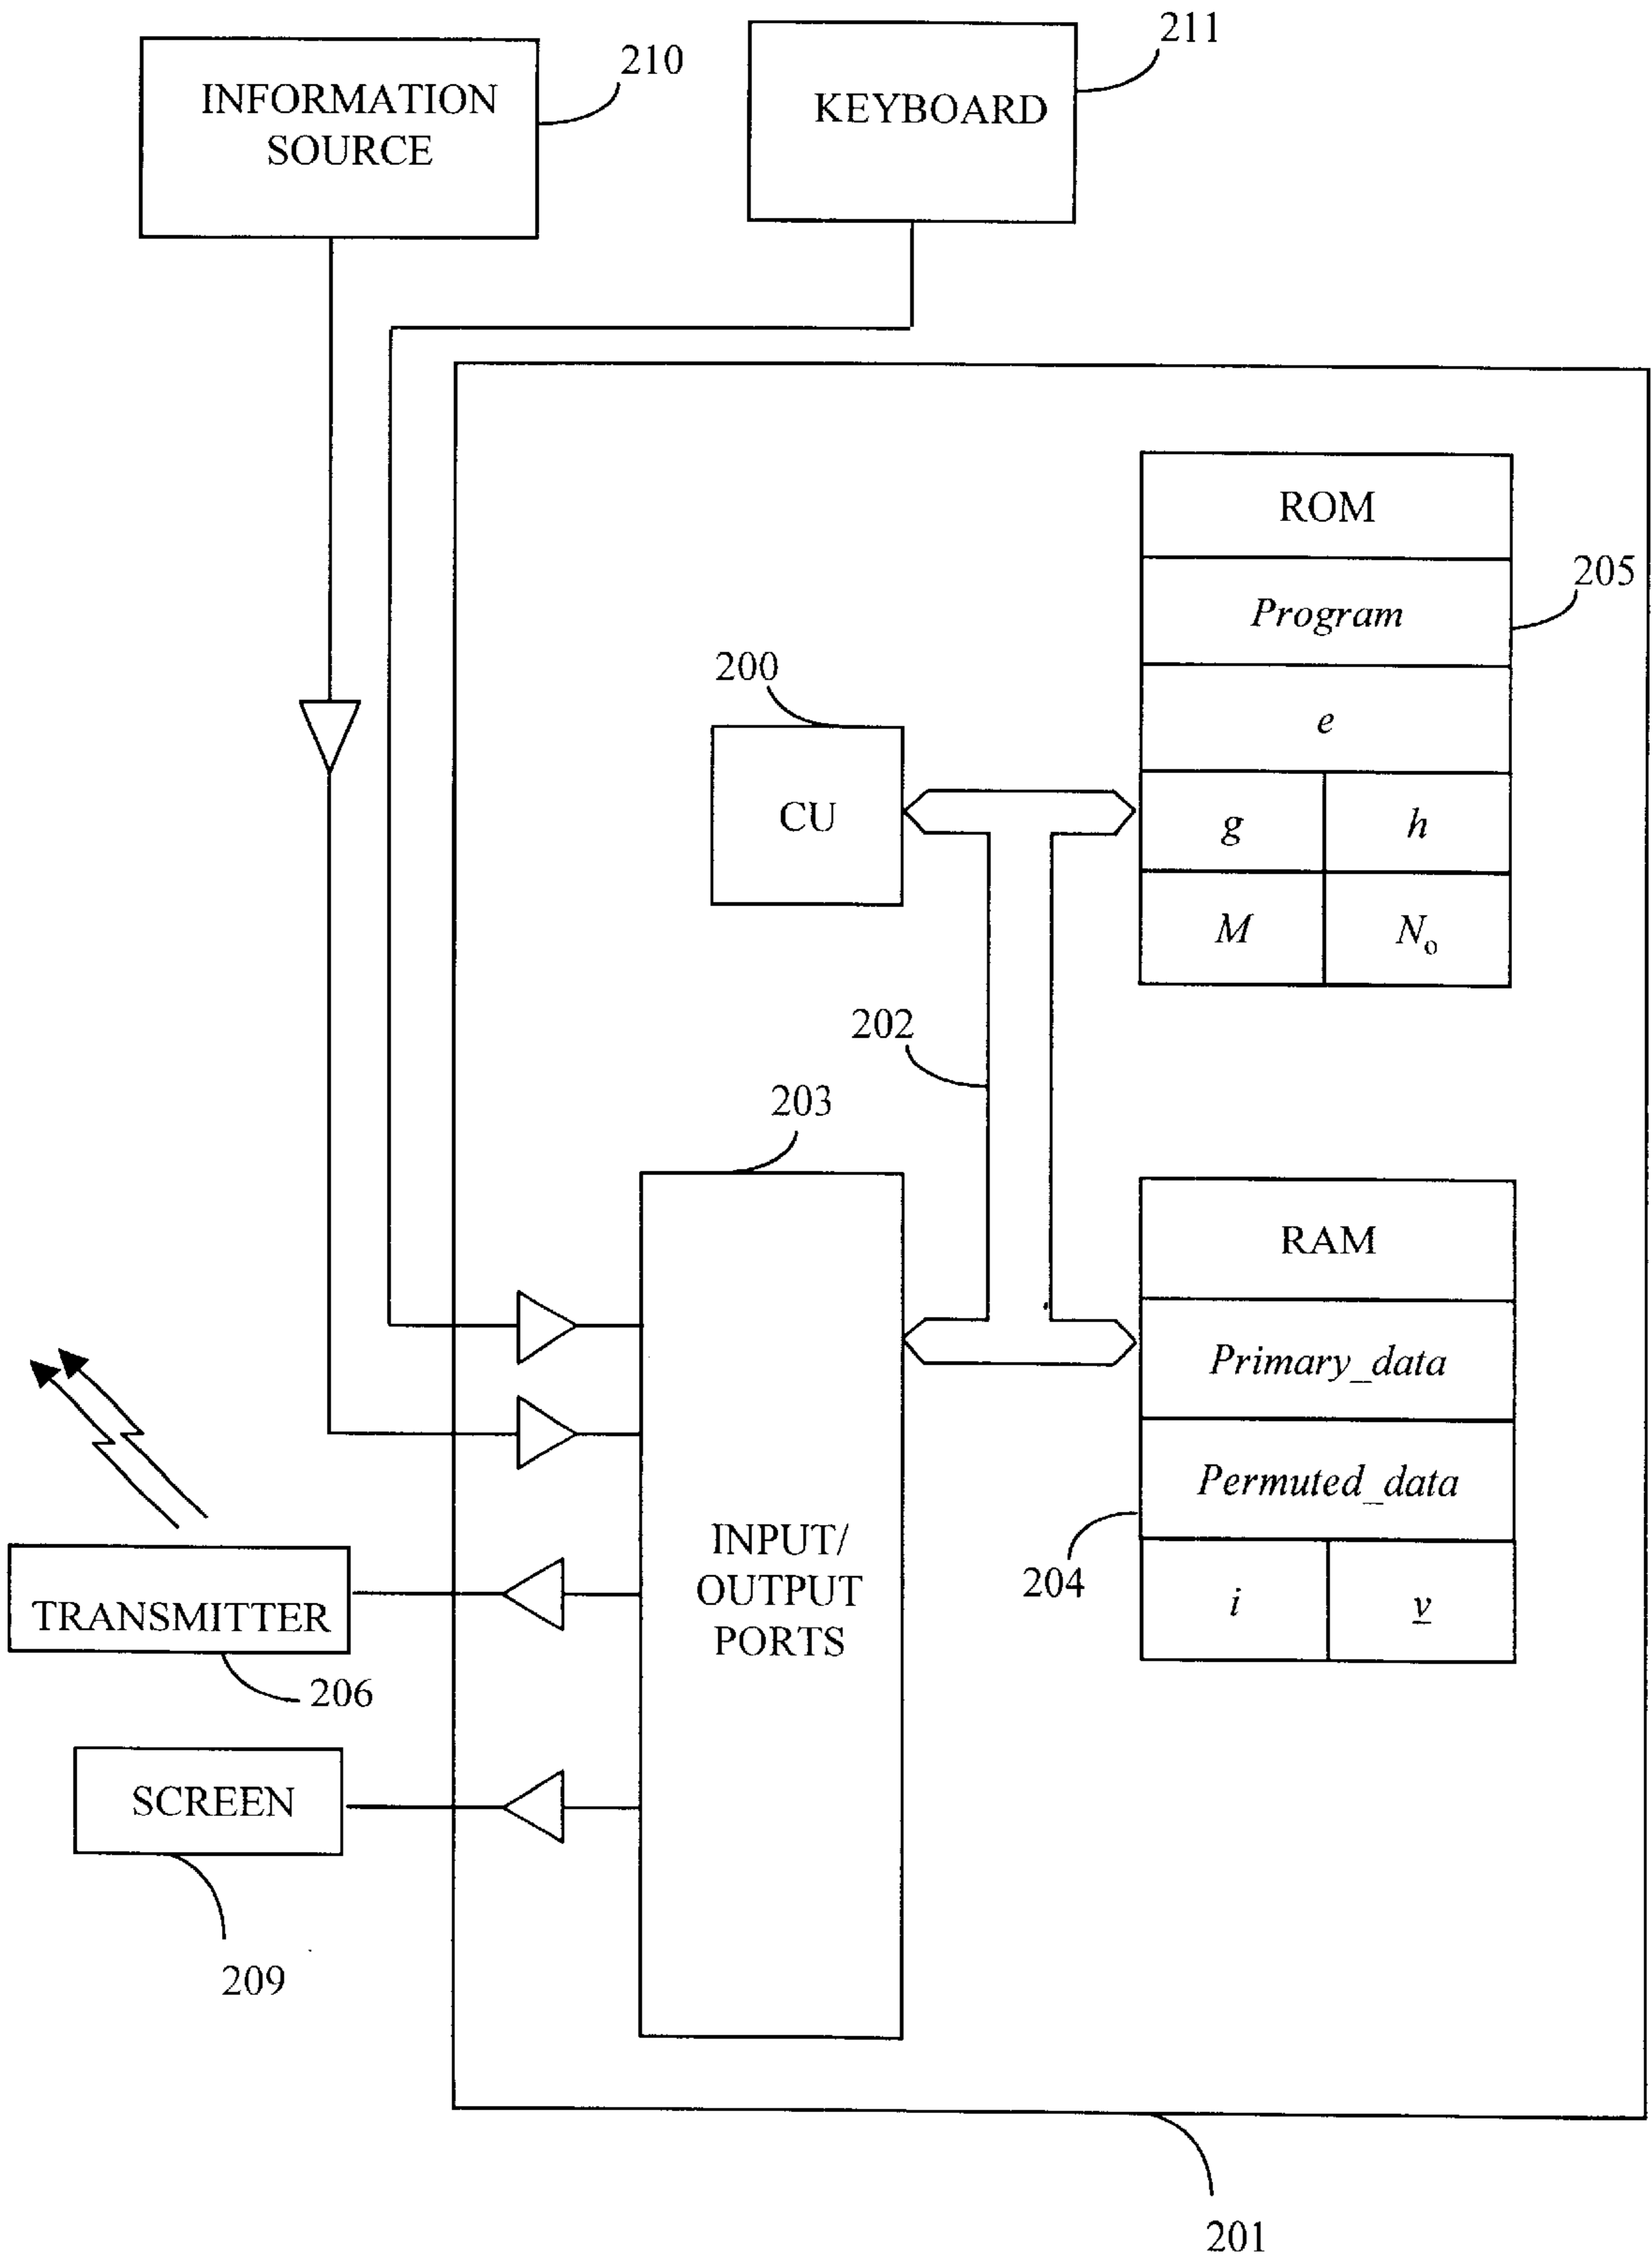 210
INFORMATION
SOURCE
211
KEYBOARD
ROM
205
Program
e
g h
M N₀
200
CU
202
203
INPUT/
OUTPUT
PORTS
RAM
Primary_data
Permuted_data
204
i v
TRANSMITTER
206
SCREEN
209
201